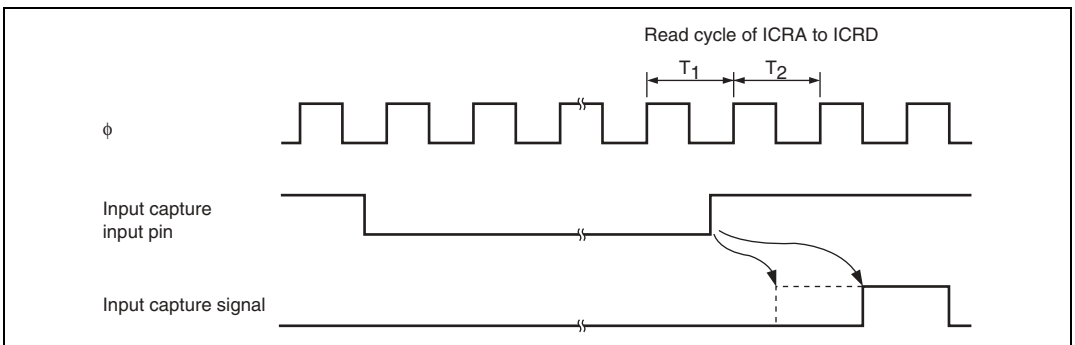 Read cycle of ICRA to ICRD
T1 T2
ϕ
Input capture
input pin
Input capture signal